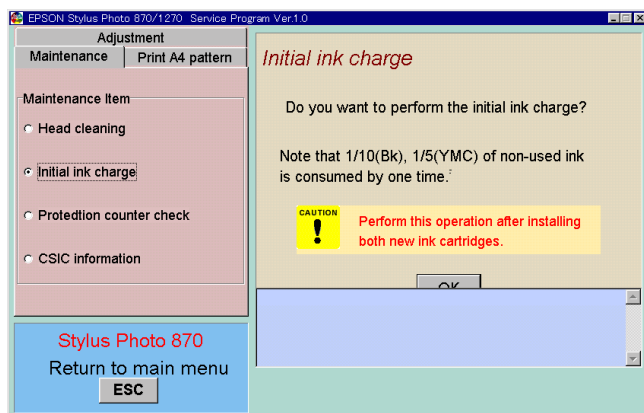 EPSON Stylus Photo 870/1270 Service Program Ver.1.0
Adjustment
Maintenance
Print A4 pattern
Maintenance Item
Head cleaning
Initial ink charge
Protedtion counter check
CSIC information
Stylus Photo 870
Return to main menu
ESC
Initial ink charge
Do you want to perform the initial ink charge?
Note that 1/10(Bk), 1/5(YMC) of non-used ink
is consumed by one time.
CAUTION
!
Perform this operation after installing
both new ink cartridges.
OK